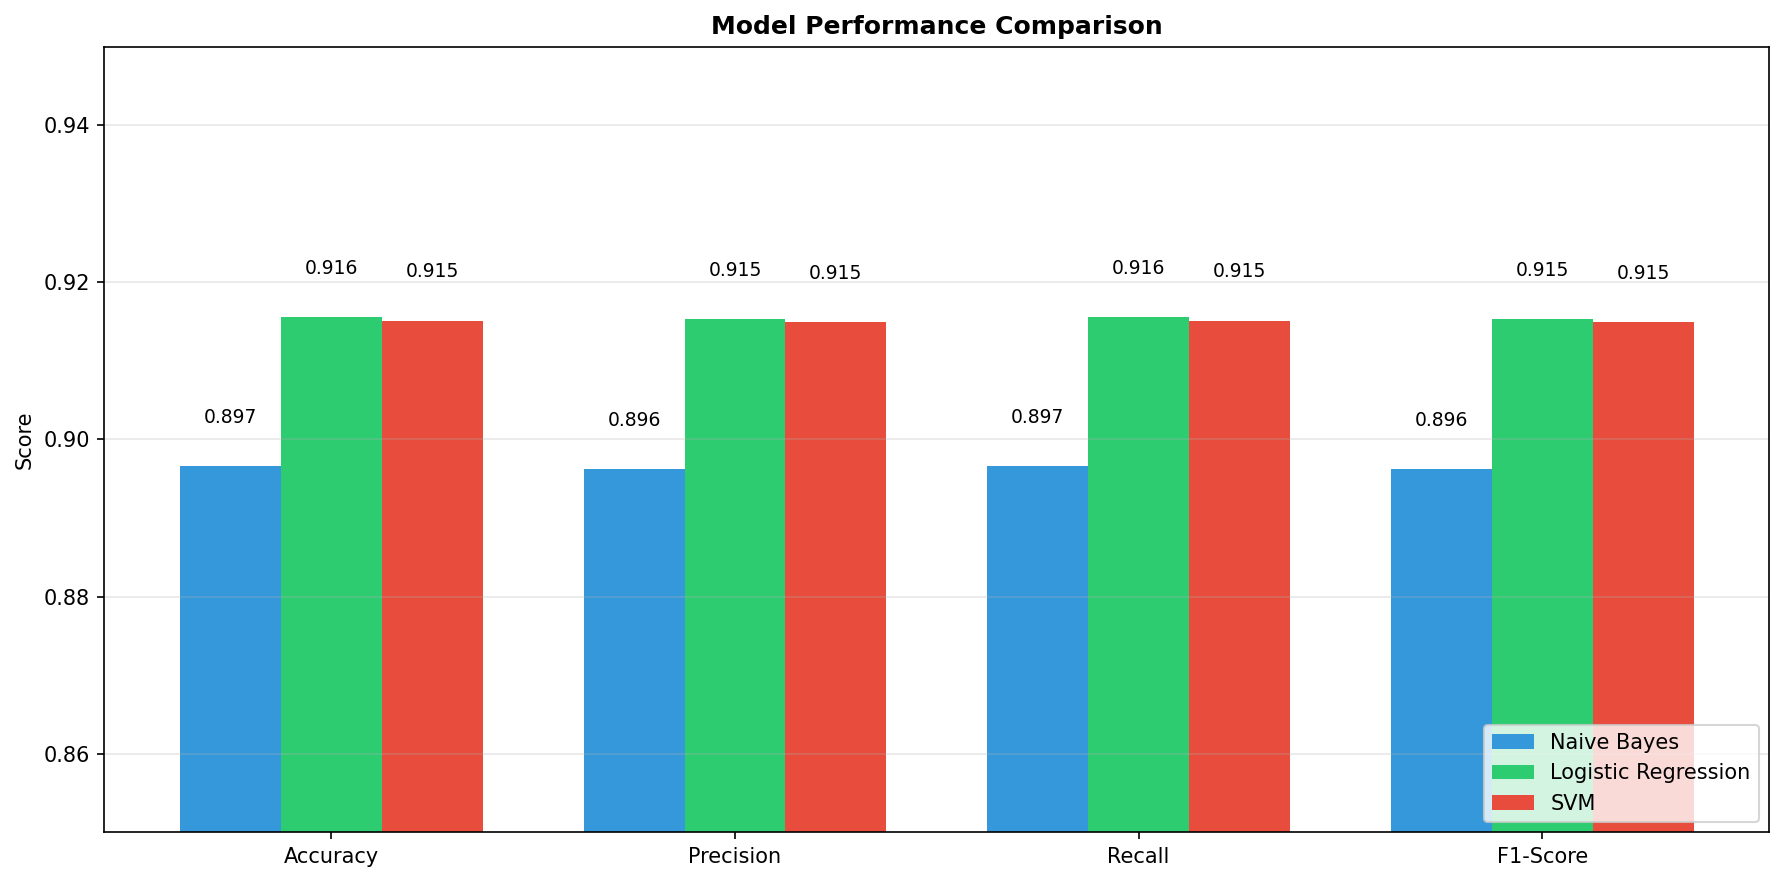 Model Performance Comparison
Score
0.94
0.92
0.90
0.88
0.86
0.897
0.916
0.915
0.896
0.915
0.915
0.897
0.916
0.915
0.896
0.915
0.915
Accuracy
Precision
Recall
F1-Score
Naive Bayes
Logistic Regression
SVM